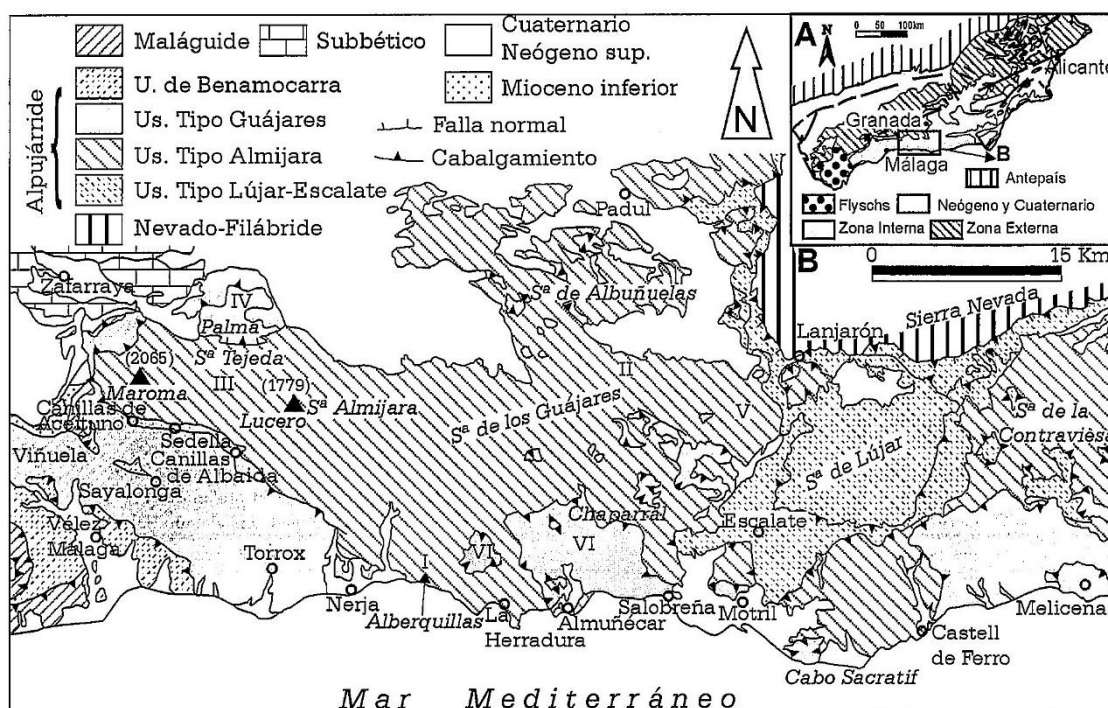 Maláguide
Subbético
Cuaternario
Neógeno sup.
U. de Benamocarra
Mioceno inferior
Alpujárride
Us. Tipo Guájares
Us. Tipo Almijara
Us. Tipo Lújar-Escalate
Nevado-Filábride
Falla normal
Cabalgamiento
N
A
N
0 50 100km
Alicante
Granada
Málaga
B
Antepaís
Flyschs
Neógeno y Cuaternario
Zona Interna
Zona Externa
B
0 15 Km
Padul
Zafarraya
IV
Sª de Albuñuelas
Sierra Nevada
Lanjarón
Palma
Sª Tejeda
(2065)
III
(1779)
II
Maroma
Lucero
Sª Almijara
Sª de los Guájares
V
Sª de la
Contraviesa
Canillas de
Aceituno
Sedella
Viñuela
Canillas
de Albaida
Sª de Lújar
Sayalonga
Chaparral
Escalate
Vélez
Málaga
Torrox
I
VI
VI
Nerja
Alberquillas
La
Herradura
Almuñécar
Salobreña
Motril
Melicena
Castell
de Ferro
Cabo Sacratif
Mar Mediterráneo